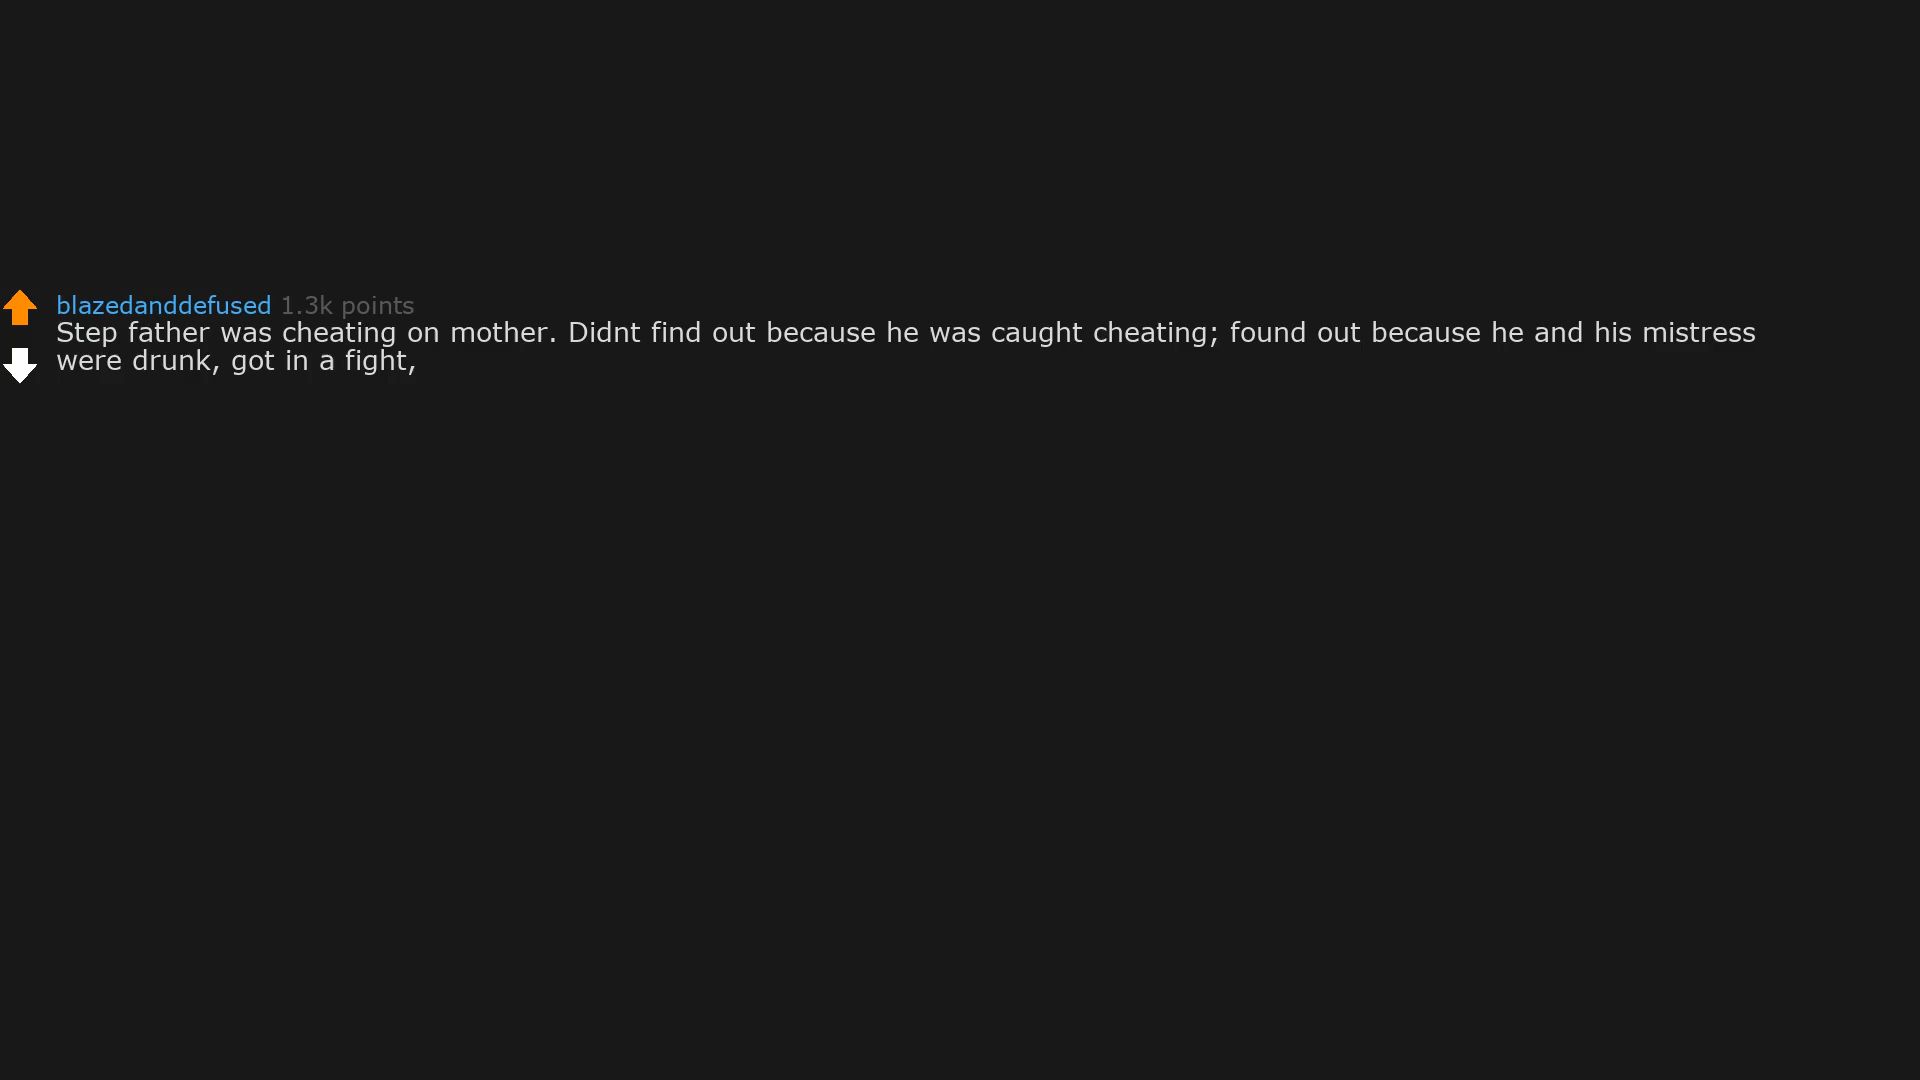 blazedanddefused 1.3k points
Step father was cheating on mother. Didnt find out because he was caught cheating; found out because he and his mistress
were drunk, got in a fight,